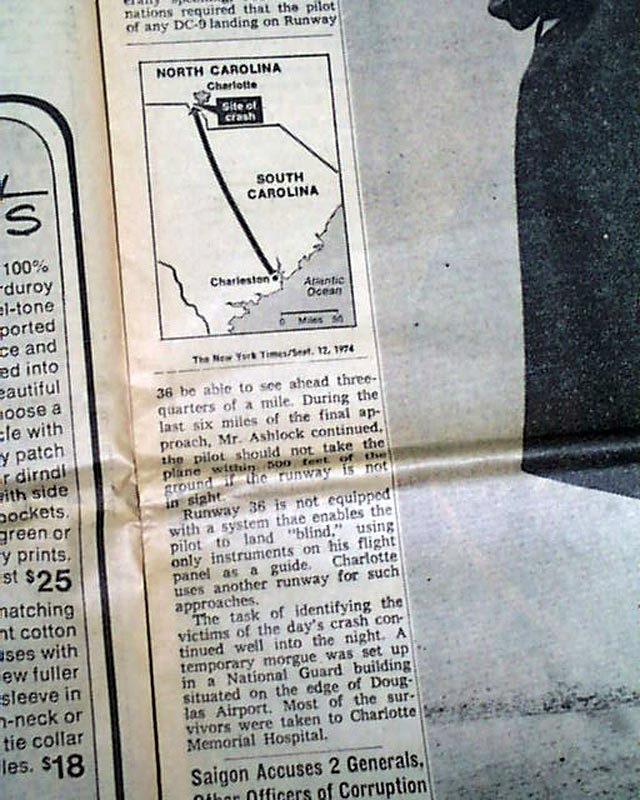 nations required that the pilot
of any DC-9 landing on Runway
NORTH CAROLINA
Charlotte
Site of
crash
SOUTH
CAROLINA
Charleston
Atlantic
Ocean
0 Miles 50
The New York Times/Sept. 12, 1974
36 be able to see ahead three-
quarters of a mile. During the
last six miles of the final ap-
proach, Mr. Ashlock continued,
the pilot should not take the
plane within 500 feet of the
ground if the runway is not
in sight.
Runway 36 is not equipped
with a system thae enables the
pilot to land "blind," using
only instruments on his flight
panel as a guide. Charlotte
uses another runway for such
approaches.
The task of identifying the
victims of the day's crash con-
tinued well into the night. A
temporary morgue was set up
in a National Guard building
situated on the edge of Doug-
las Airport. Most of the sur-
vivors were taken to Charlotte
Memorial Hospital.
Saigon Accuses 2 Generals,
Other Officers of Corruption
S
100%
rduroy
el-tone
ported
ce and
ed into
eautiful
hoose a
cle with
y patch
r dirndl
with side
pockets.
green or
ry prints.
st $25
matching
nt cotton
uses with
ew fuller
sleeve in
n-neck or
tie collar
les. $18